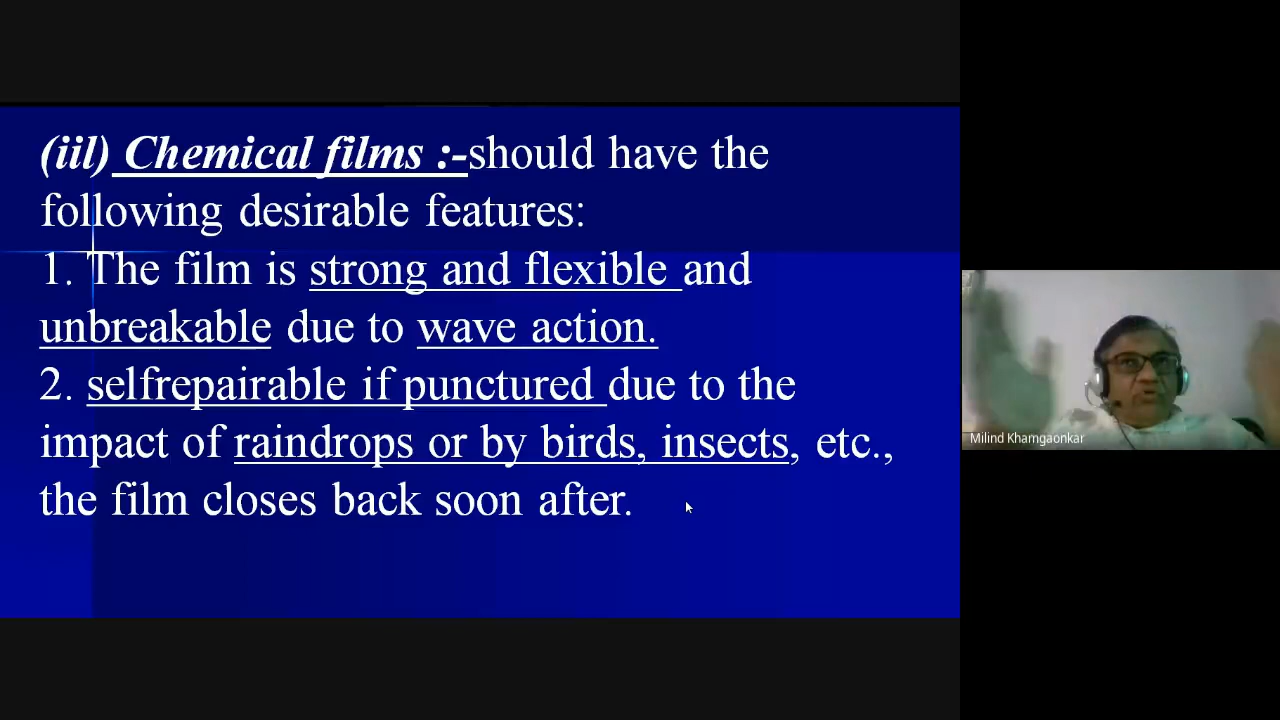 (iil) Chemical films :-should have the
following desirable features:
1. The film is strong and flexible and
unbreakable due to wave action.
2. selfrepairable if punctured due to the
impact of raindrops or by birds, insects, etc.,
the film closes back soon after.
Milind Khamgaonkar